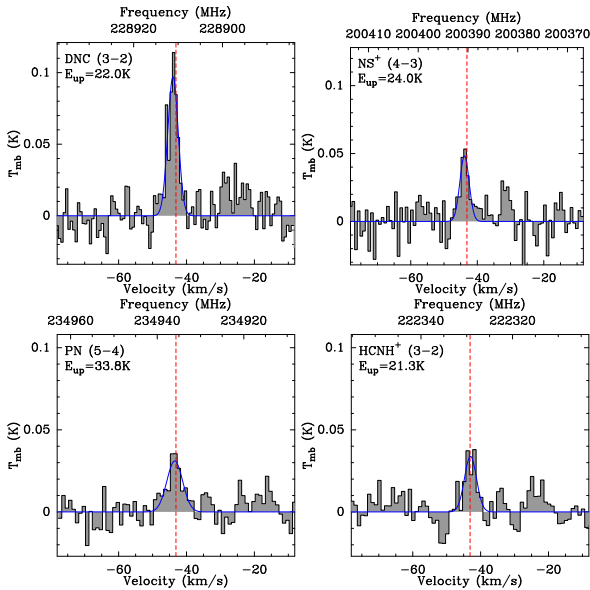 Frequency (MHz)
228920 228900
DNC (3-2)
E_up=22.0K
0.1
0.05
0
T_mb (K)
-60 -40 -20
Velocity (km/s)
Frequency (MHz)
200410 200400 200390 200380 200370
NS^+ (4-3)
E_up=24.0K
0.1
0.05
0
T_mb (K)
-60 -40 -20
Velocity (km/s)
Frequency (MHz)
234960 234940 234920
PN (5-4)
E_up=33.8K
0.1
0.05
0
T_mb (K)
-60 -40 -20
Velocity (km/s)
Frequency (MHz)
222340 222320
HCNH^+ (3-2)
E_up=21.3K
0.1
0.05
0
T_mb (K)
-60 -40 -20
Velocity (km/s)